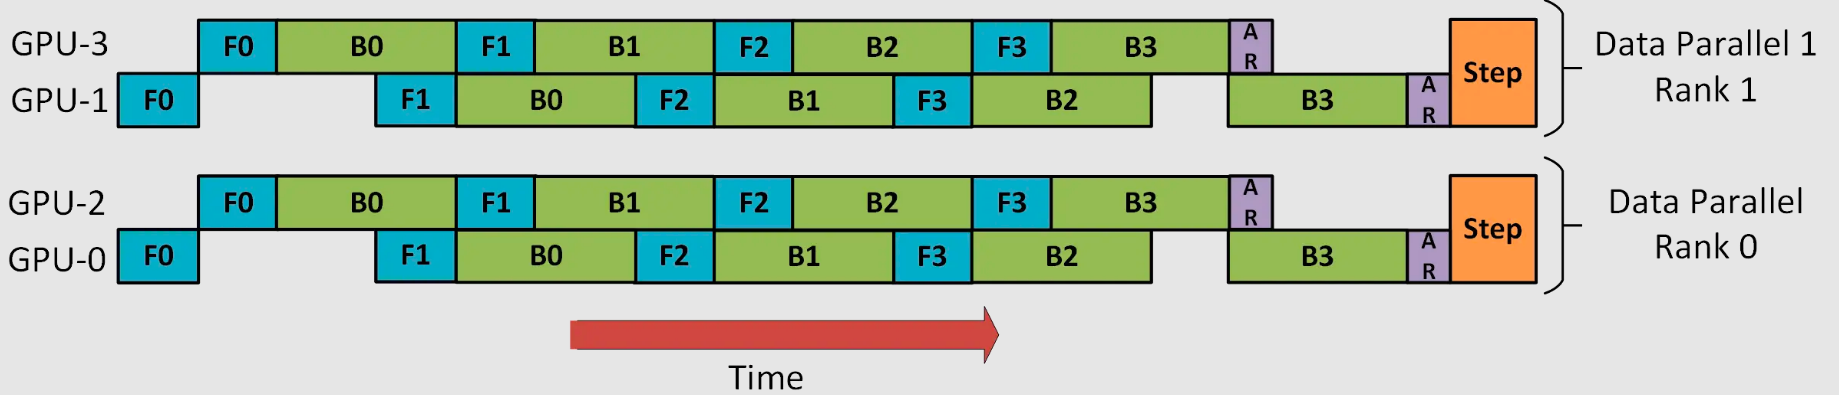 GPU-3 F0 B0 F1 B1 F2 B2 F3 B3 A R
GPU-1 F0 F1 B0 F2 B1 F3 B2 B3 A R
Step
Data Parallel 1
Rank 1
GPU-2 F0 B0 F1 B1 F2 B2 F3 B3 A R
GPU-0 F0 F1 B0 F2 B1 F3 B2 B3 A R
Step
Data Parallel
Rank 0
Time